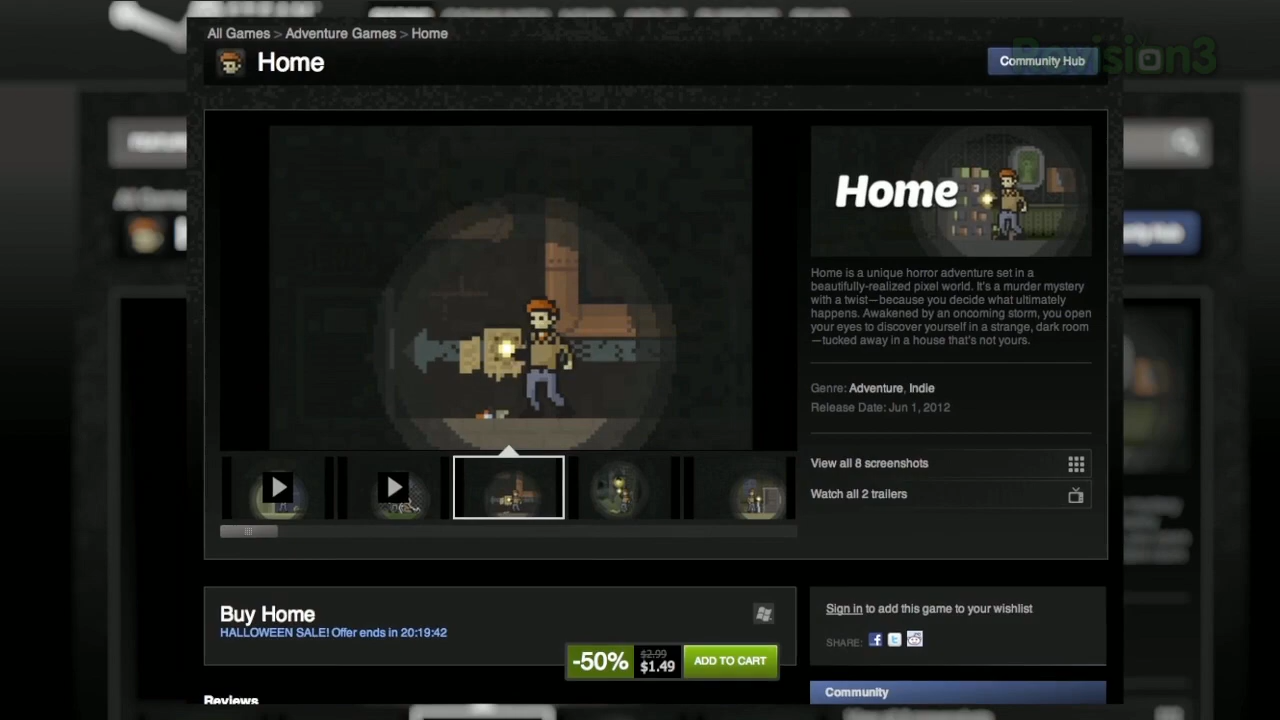 All Games > Adventure Games > Home
Home
Community Hub
Revision3
Home
Home is a unique horror adventure set in a
beautifully-realized pixel world. It's a murder mystery
with a twist—because you decide what ultimately
happens. Awakened by an oncoming storm, you open
your eyes to discover yourself in a strange, dark room
—tucked away in a house that's not yours.
Genre: Adventure, Indie
Release Date: Jun 1, 2012
View all 8 screenshots
Watch all 2 trailers
Buy Home
HALLOWEEN SALE! Offer ends in 20:19:42
-50%
$2.99
$1.49
ADD TO CART
Sign in to add this game to your wishlist
SHARE:
Reviews
Community